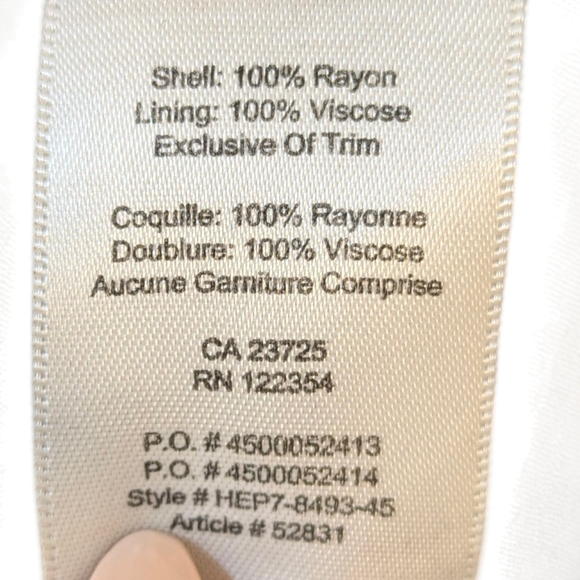 Shell: 100% Rayon
Lining: 100% Viscose
Exclusive Of Trim
Coquille: 100% Rayonne
Doublure: 100% Viscose
Aucune Garniture Comprise
CA 23725
RN 122354
P.O. # 4500052413
P.O. # 4500052414
Style # HEP7-8493-45
Article # 52831